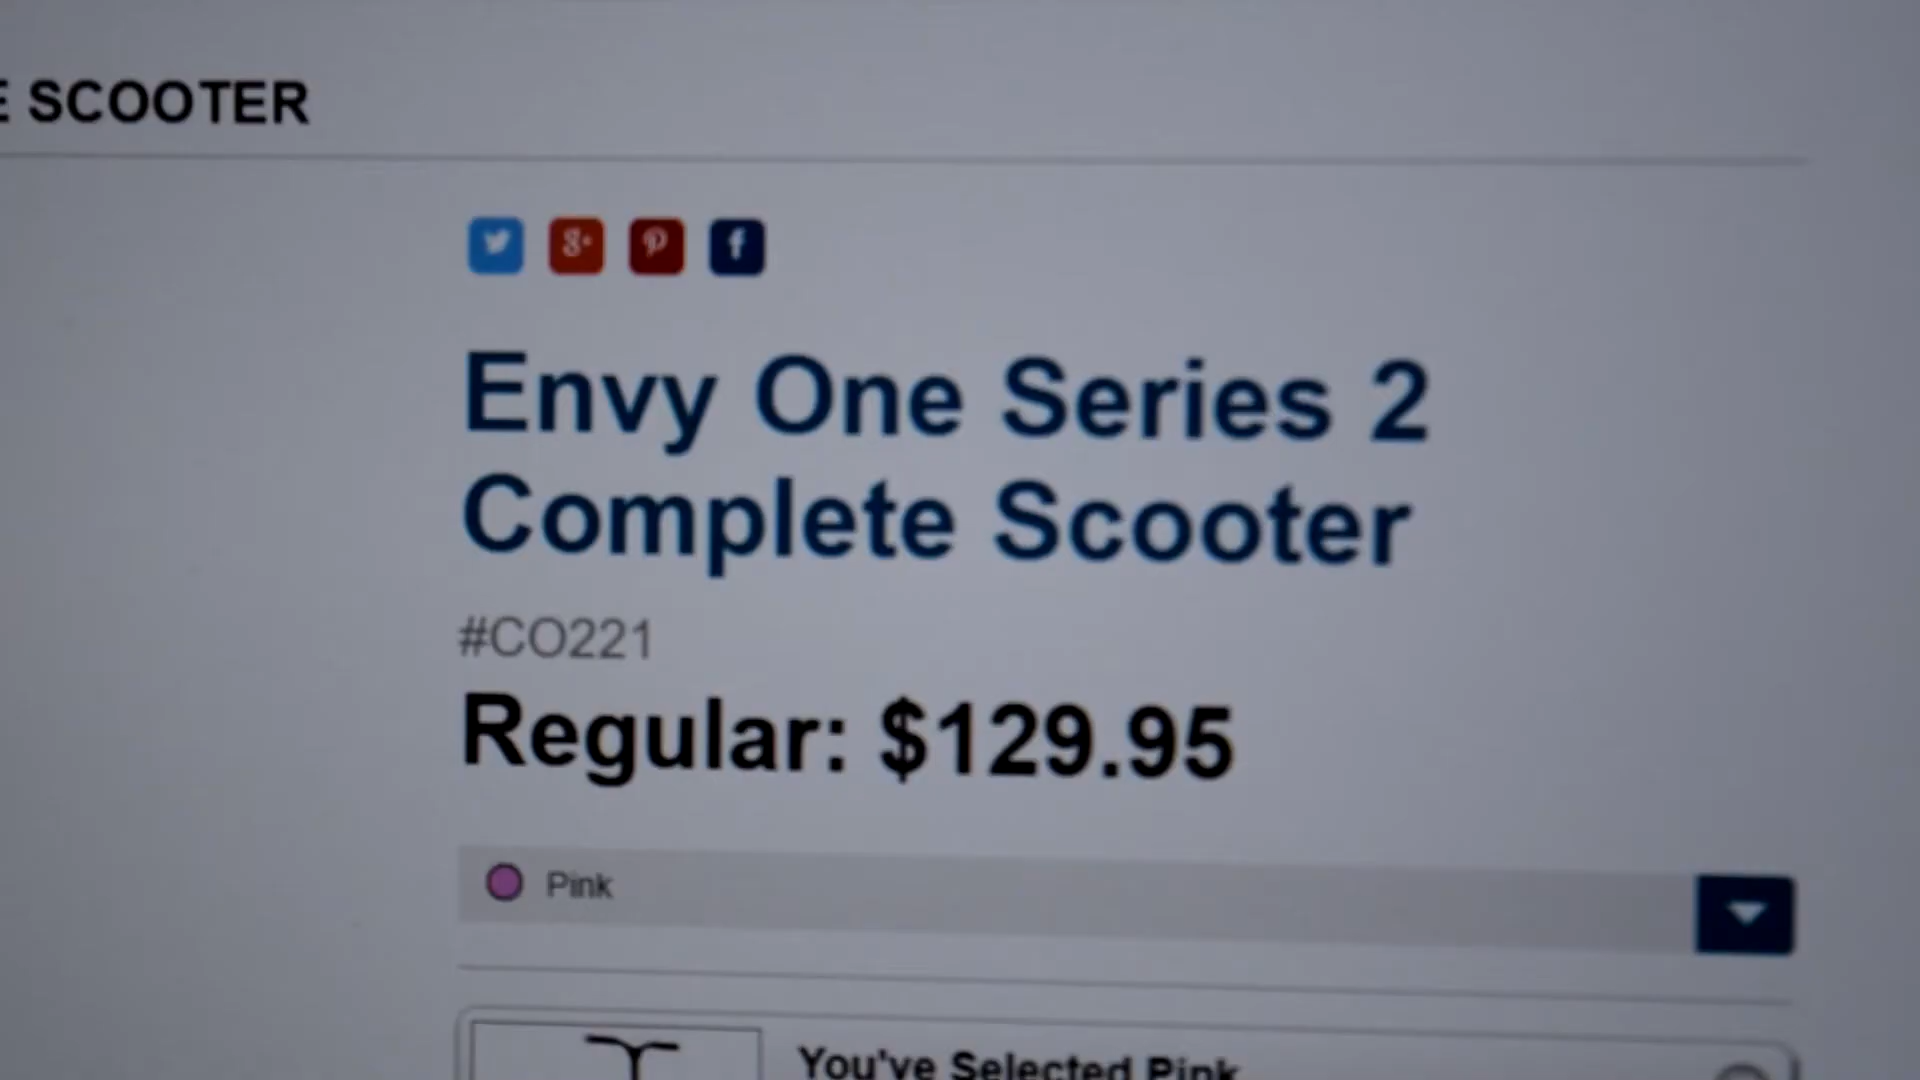 E SCOOTER
Envy One Series 2
Complete Scooter
#CO221
Regular: $129.95
Pink
You've Selected Pink